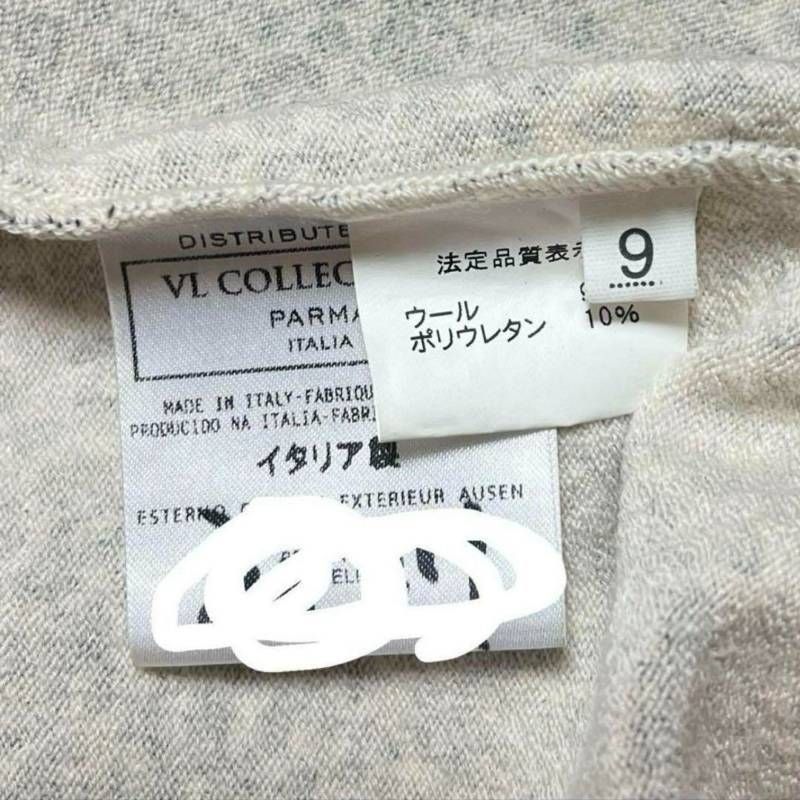 DISTRIBUTE
VL COLLEC
PARMA
ITALIA
MADE IN ITALY-FABRIQU
PRODUCIDO NA ITALIA-FABRI
イタリア製
EXTERIEUR AUSEN
法定品質表示
9
ウール 9
ポリウレタン 10%